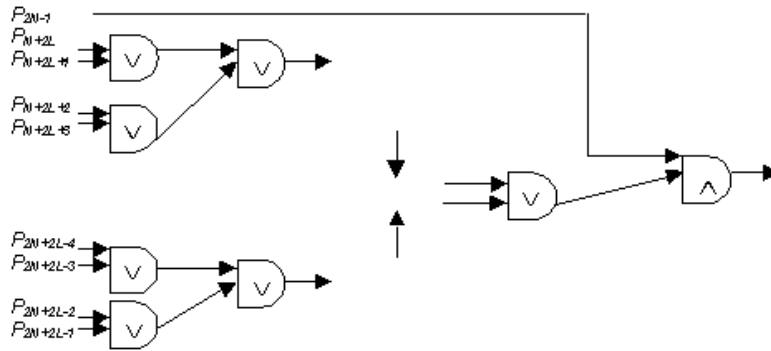 P2N-1
PN+2L
PN+2L+1
PN+2L+2
PN+2L+3
V V
V
V
Λ
P2N+2L-4
P2N+2L-3
P2N+2L-2
P2N+2L-1
V V
V